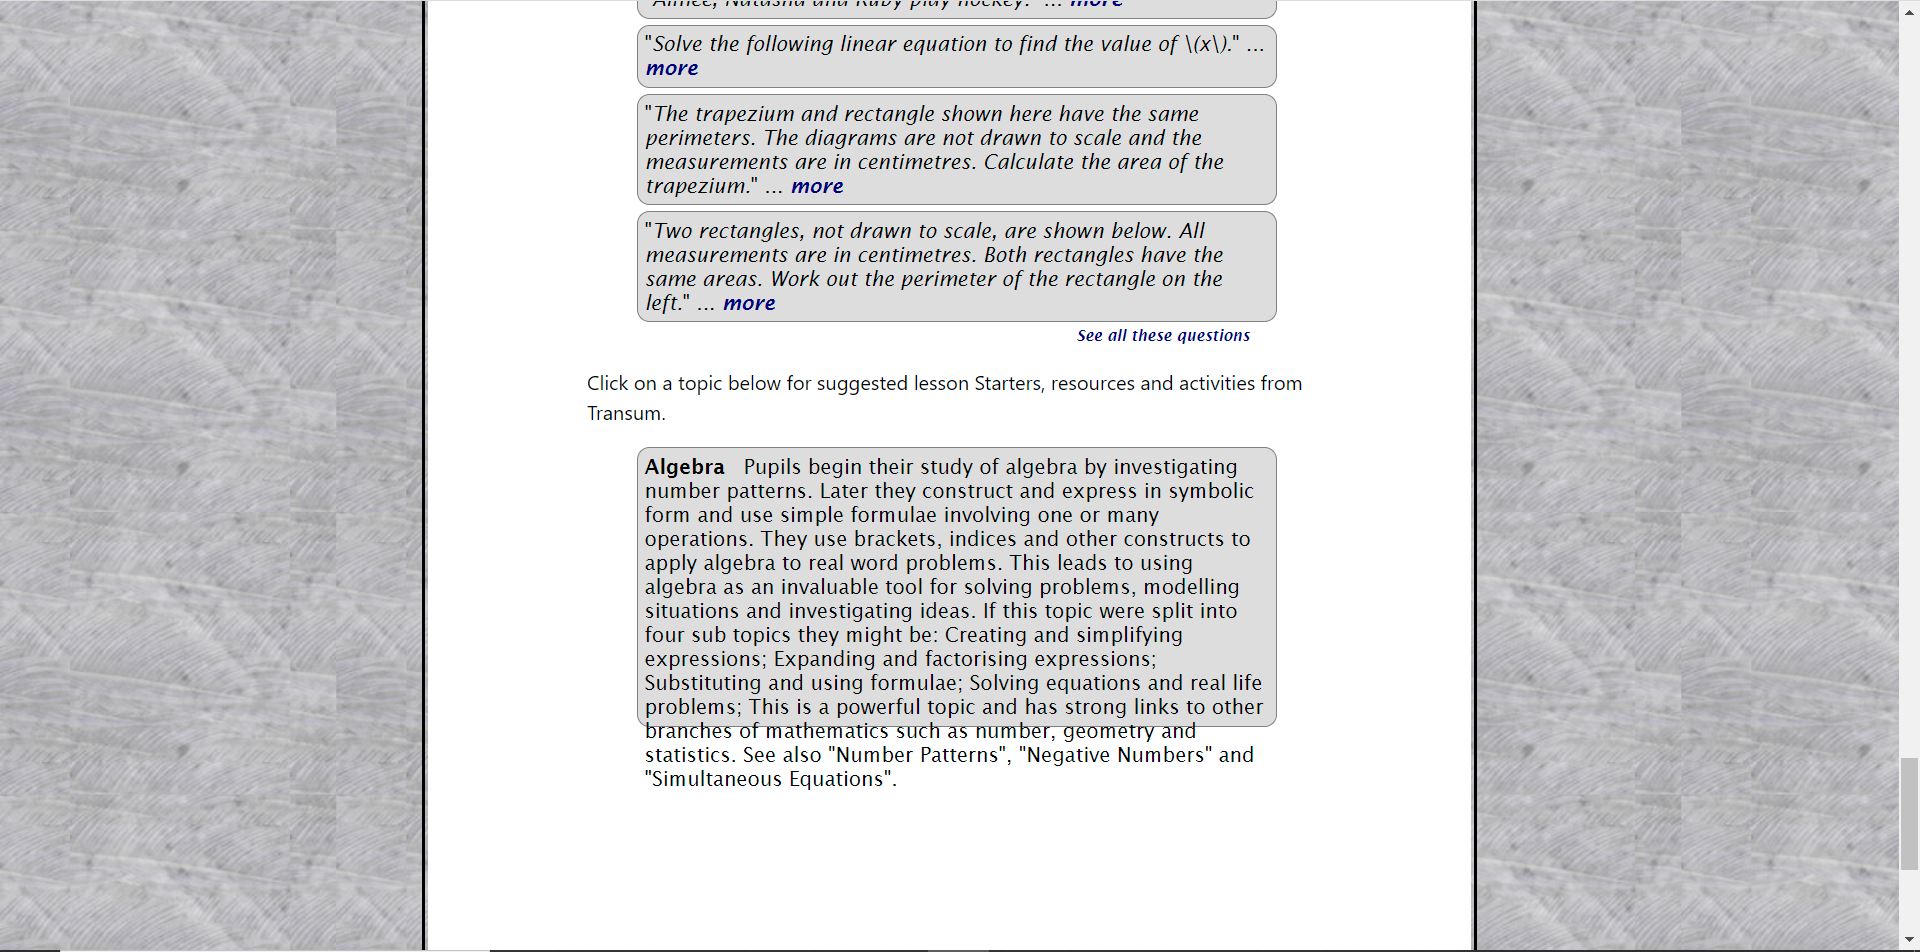 "Aimee, Natasha and Ruby play hockey." ... more
"Solve the following linear equation to find the value of \(x\)." ...
more
"The trapezium and rectangle shown here have the same
perimeters. The diagrams are not drawn to scale and the
measurements are in centimetres. Calculate the area of the
trapezium." ... more
"Two rectangles, not drawn to scale, are shown below. All
measurements are in centimetres. Both rectangles have the
same areas. Work out the perimeter of the rectangle on the
left." ... more
See all these questions
Click on a topic below for suggested lesson Starters, resources and activities from
Transum.
Algebra Pupils begin their study of algebra by investigating
number patterns. Later they construct and express in symbolic
form and use simple formulae involving one or many
operations. They use brackets, indices and other constructs to
apply algebra to real word problems. This leads to using
algebra as an invaluable tool for solving problems, modelling
situations and investigating ideas. If this topic were split into
four sub topics they might be: Creating and simplifying
expressions; Expanding and factorising expressions;
Substituting and using formulae; Solving equations and real life
problems; This is a powerful topic and has strong links to other
branches of mathematics such as number, geometry and
statistics. See also "Number Patterns", "Negative Numbers" and
"Simultaneous Equations".